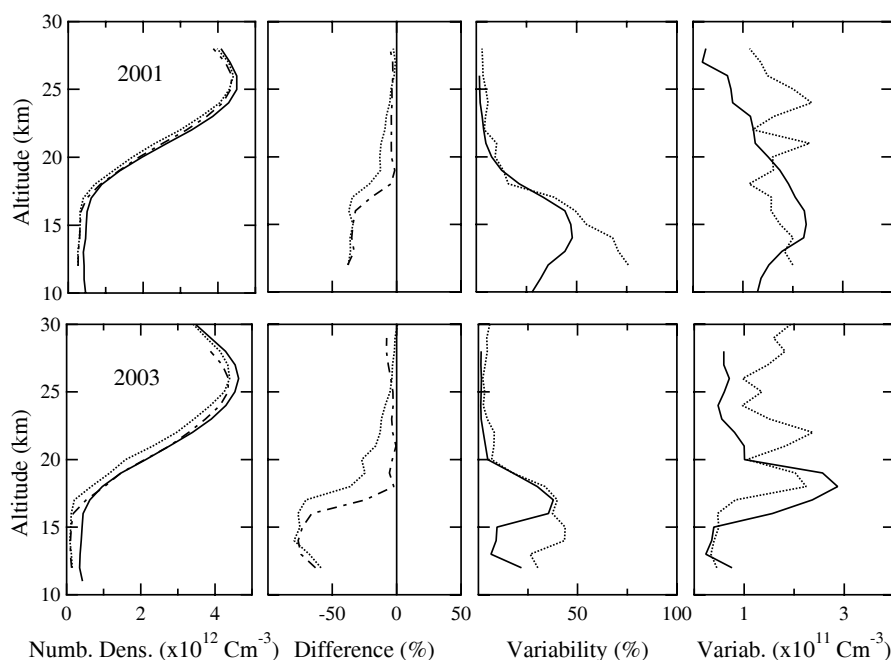 30
25
20
15
10
Altitude (km)
2001
30
25
20
15
10
Altitude (km)
2003
0 2 4
-50 0 50
50 100
1 3
Numb. Dens. (x10¹² Cm⁻³)
Difference (%)
Variability (%)
Variab. (x10¹¹ Cm⁻³)